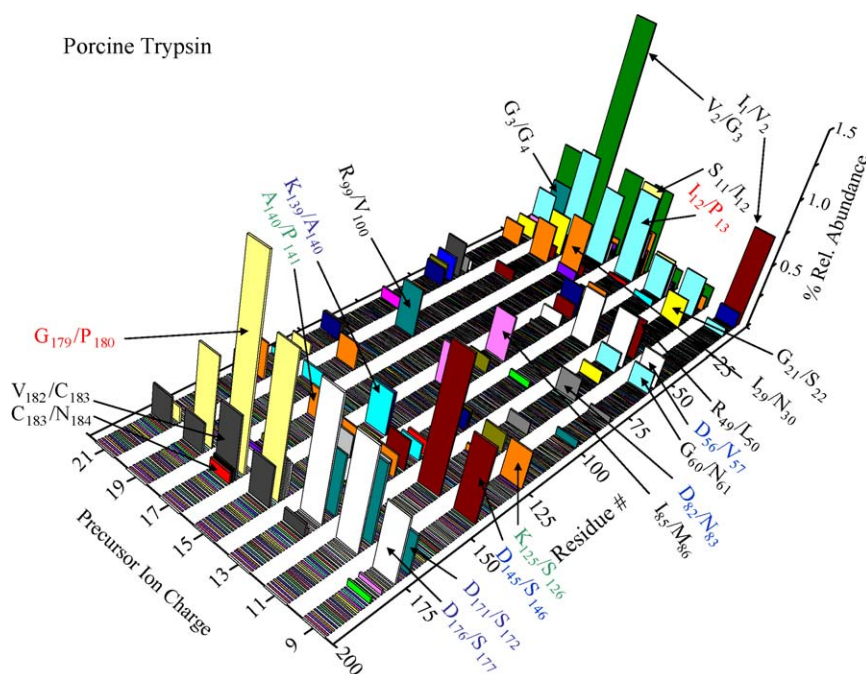 Porcine Trypsin
I1/V2
V2/G3
G3/G4
S11/I12
I12/P13
R99/V100
K139/A140
A140/P141
G179/P180
V182/C183
C183/N184
1.5
1.0
0.5
% Rel. Abundance
G21/S22
I29/N30
R49/L50
D56/V57
G60/N61
D82/N83
I85/M86
K125/S126
D145/S146
D171/S172
D176/S177
25
50
75
100
125
150
175
200
Residue #
21
19
17
15
13
11
9
Precursor Ion Charge